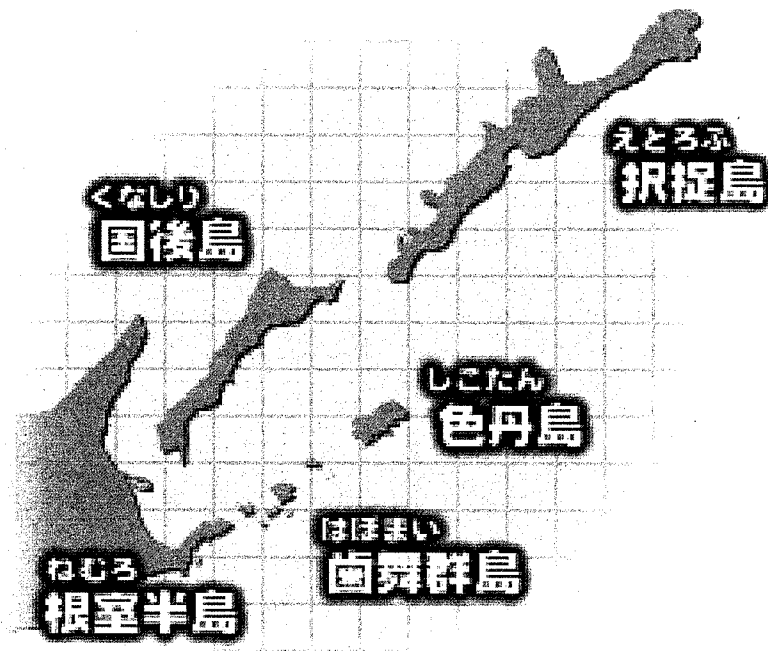 えとろふ
択捉島
くなしり
国後島
しこたん
色丹島
はぼまい
歯舞群島
ねむろ
根室半島